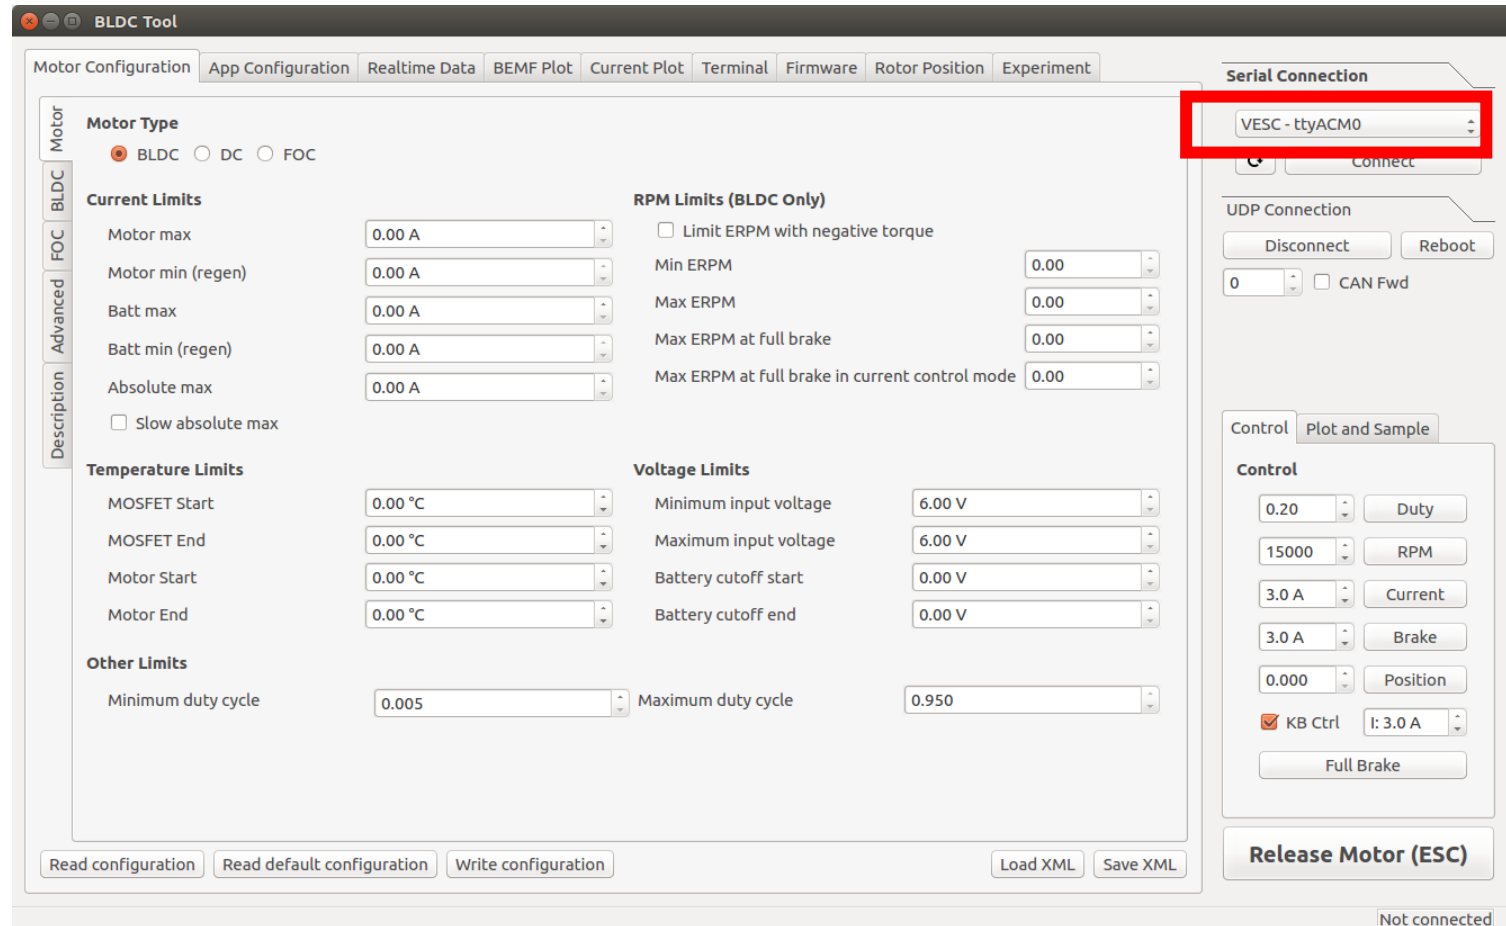 BLDC Tool
Motor Configuration App Configuration Realtime Data BEMF Plot Current Plot Terminal Firmware Rotor Position Experiment
Motor
BLDC
FOC
Advanced
Description
Motor Type
BLDC DC FOC
Current Limits
Motor max 0.00 A
Motor min (regen) 0.00 A
Batt max 0.00 A
Batt min (regen) 0.00 A
Absolute max 0.00 A
Slow absolute max
RPM Limits (BLDC Only)
Limit ERPM with negative torque
Min ERPM 0.00
Max ERPM 0.00
Max ERPM at full brake 0.00
Max ERPM at full brake in current control mode 0.00
Temperature Limits
MOSFET Start 0.00 °C
MOSFET End 0.00 °C
Motor Start 0.00 °C
Motor End 0.00 °C
Voltage Limits
Minimum input voltage 6.00 V
Maximum input voltage 6.00 V
Battery cutoff start 0.00 V
Battery cutoff end 0.00 V
Other Limits
Minimum duty cycle 0.005 Maximum duty cycle 0.950
Read configuration Read default configuration Write configuration Load XML Save XML
Serial Connection
VESC - ttyACM0
Connect
UDP Connection
Disconnect Reboot
0 CAN Fwd
Control Plot and Sample
Control
0.20 Duty
15000 RPM
3.0 A Current
3.0 A Brake
0.000 Position
KB Ctrl I: 3.0 A
Full Brake
Release Motor (ESC)
Not connected